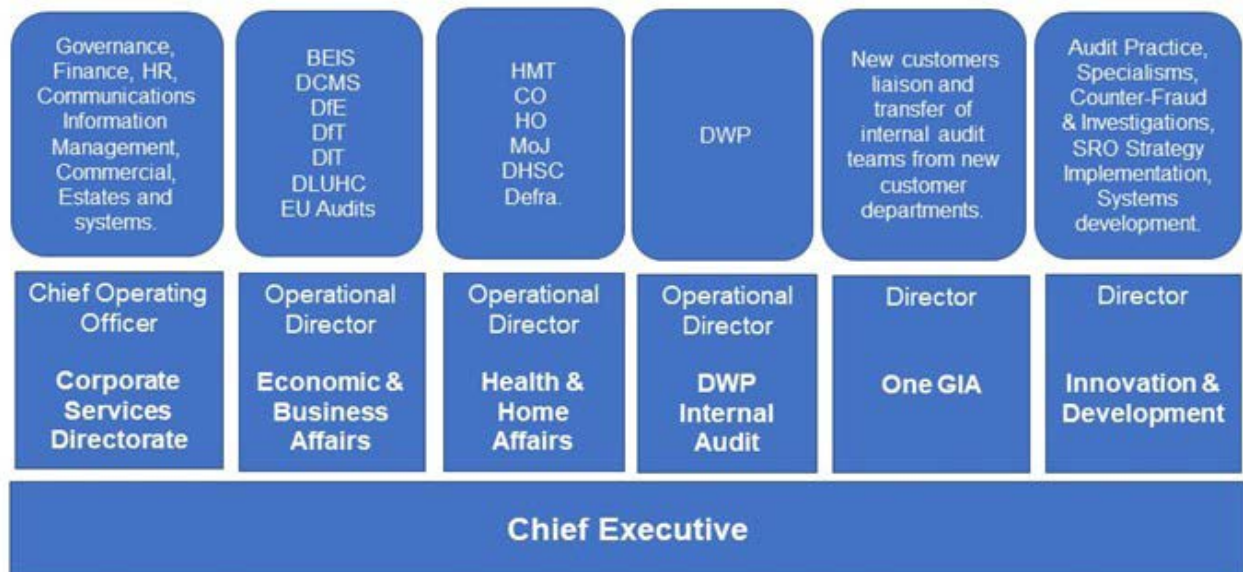 Governance,
Finance, HR,
Communications
Information
Management,
Commercial,
Estates and
systems.
BEIS
DCMS
DfE
DfT
DIT
DLUHC
EU Audits
HMT
CO
HO
MoJ
DHSC
Defra.
DWP
New customers
liaison and
transfer of
internal audit
teams from new
customer
departments.
Audit Practice,
Specialisms,
Counter-Fraud
& Investigations,
SRO Strategy
Implementation,
Systems
development.
Chief Operating
Officer
Corporate
Services
Directorate
Operational
Director
Economic &
Business
Affairs
Operational
Director
Health &
Home
Affairs
Operational
Director
DWP
Internal
Audit
Director
One GIA
Director
Innovation &
Development
Chief Executive